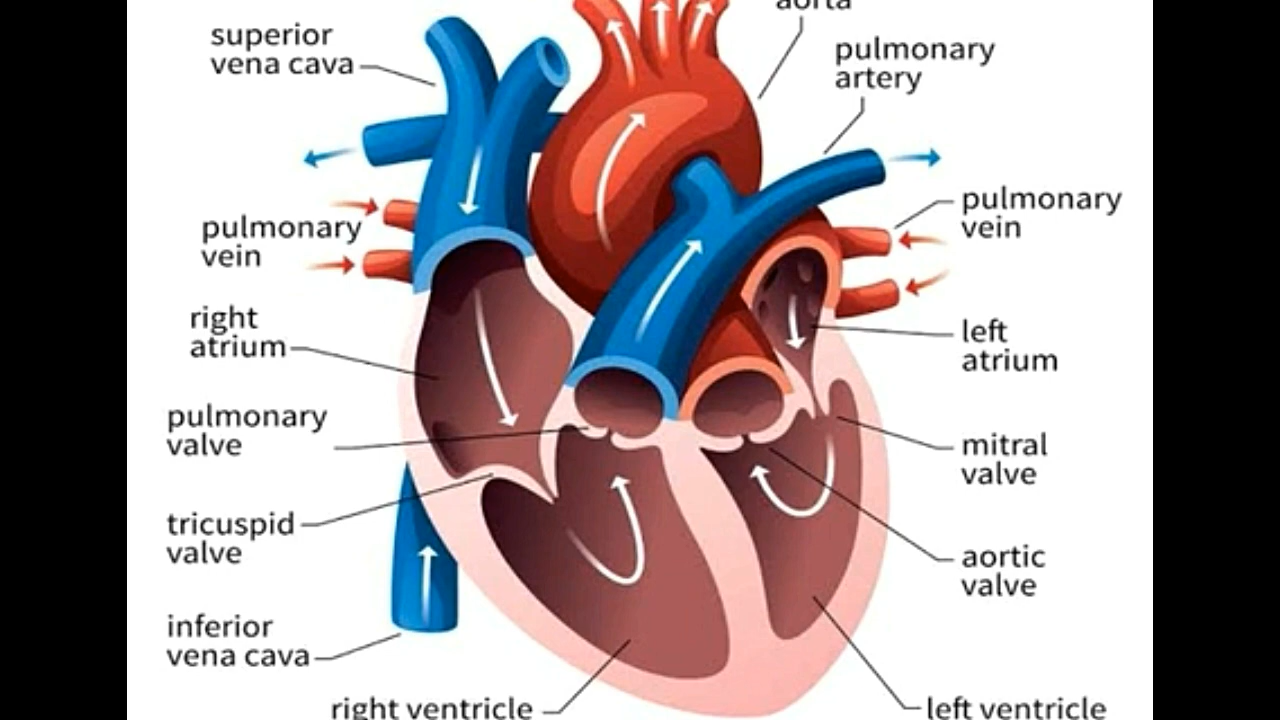 aorta
superior
vena cava
pulmonary
artery
pulmonary
vein
pulmonary
vein
right
atrium
left
atrium
pulmonary
valve
mitral
valve
tricuspid
valve
aortic
valve
inferior
vena cava
right ventricle
left ventricle